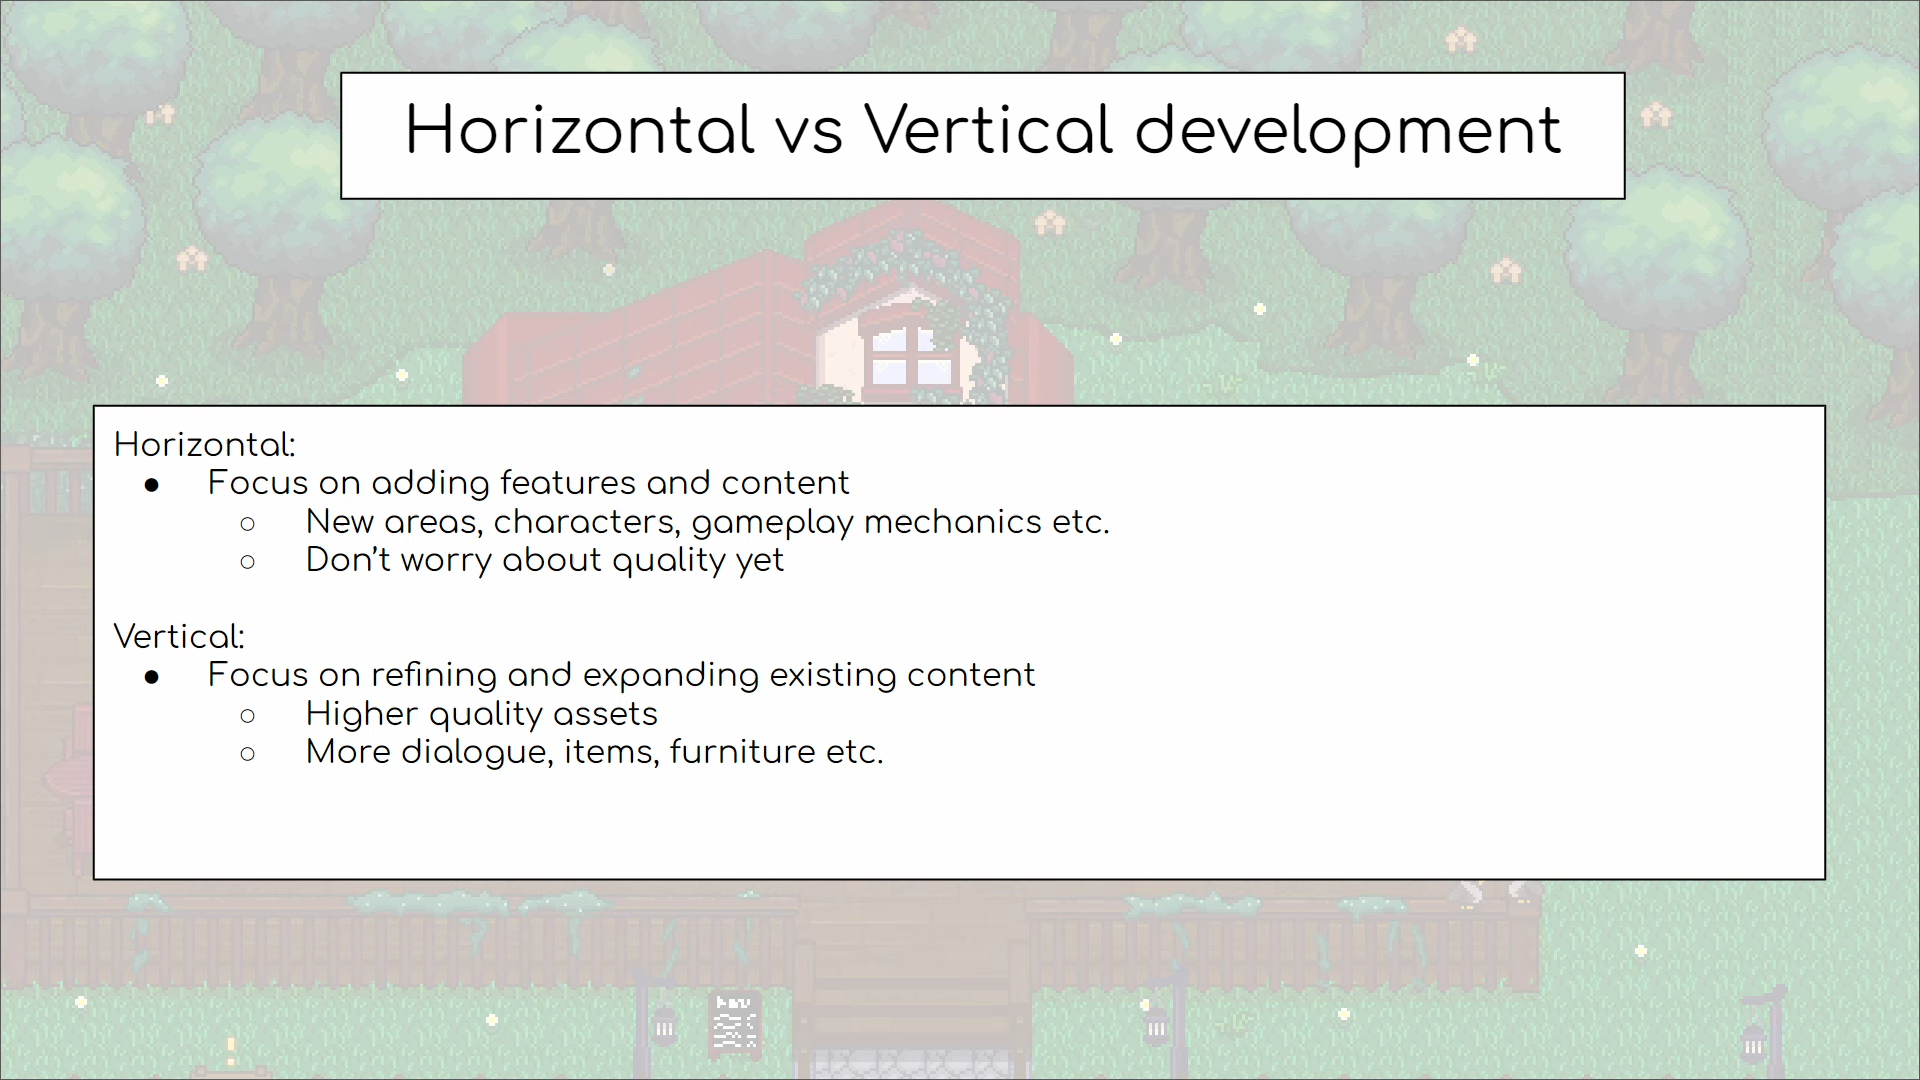 Horizontal vs Vertical development
Horizontal:
● Focus on adding features and content
○ New areas, characters, gameplay mechanics etc.
○ Don't worry about quality yet
Vertical:
● Focus on refining and expanding existing content
○ Higher quality assets
○ More dialogue, items, furniture etc.